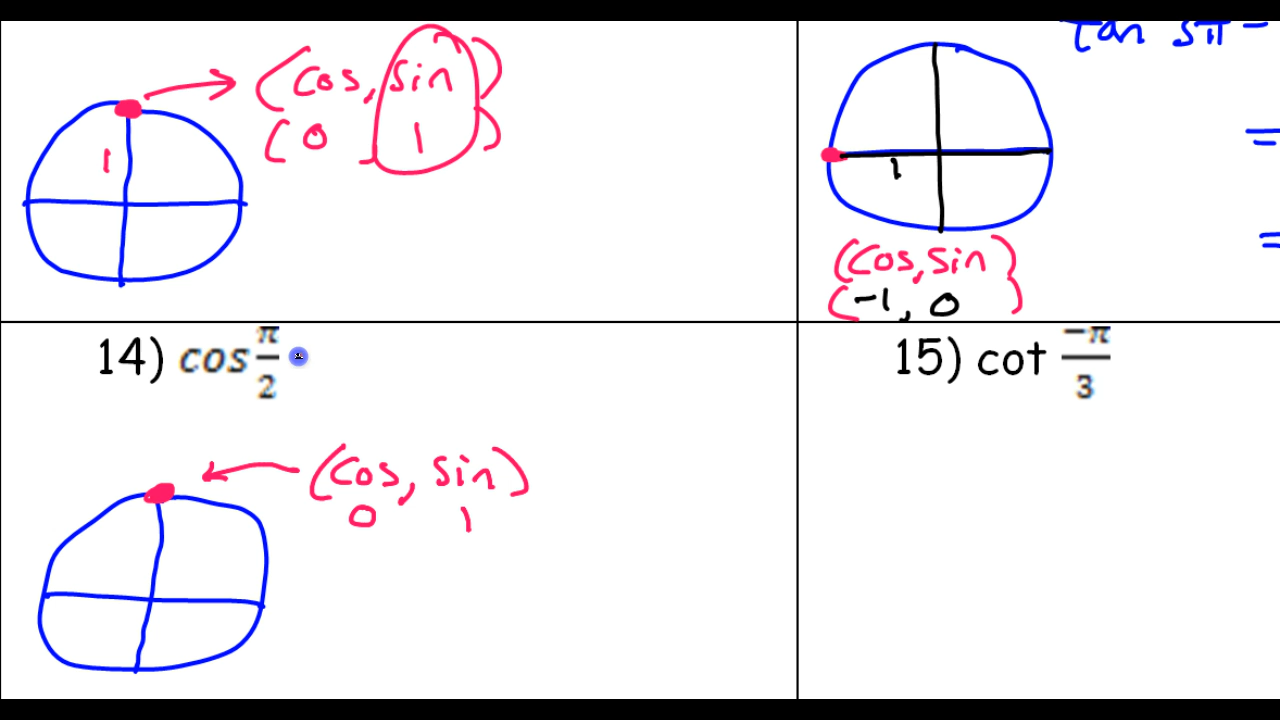 (cos, sin)
(0, 1)
1
tan 5π =
=
=
1
(cos, sin)
(-1, 0)
14) cos π/2
(cos, sin)
0 1
15) cot -π/3